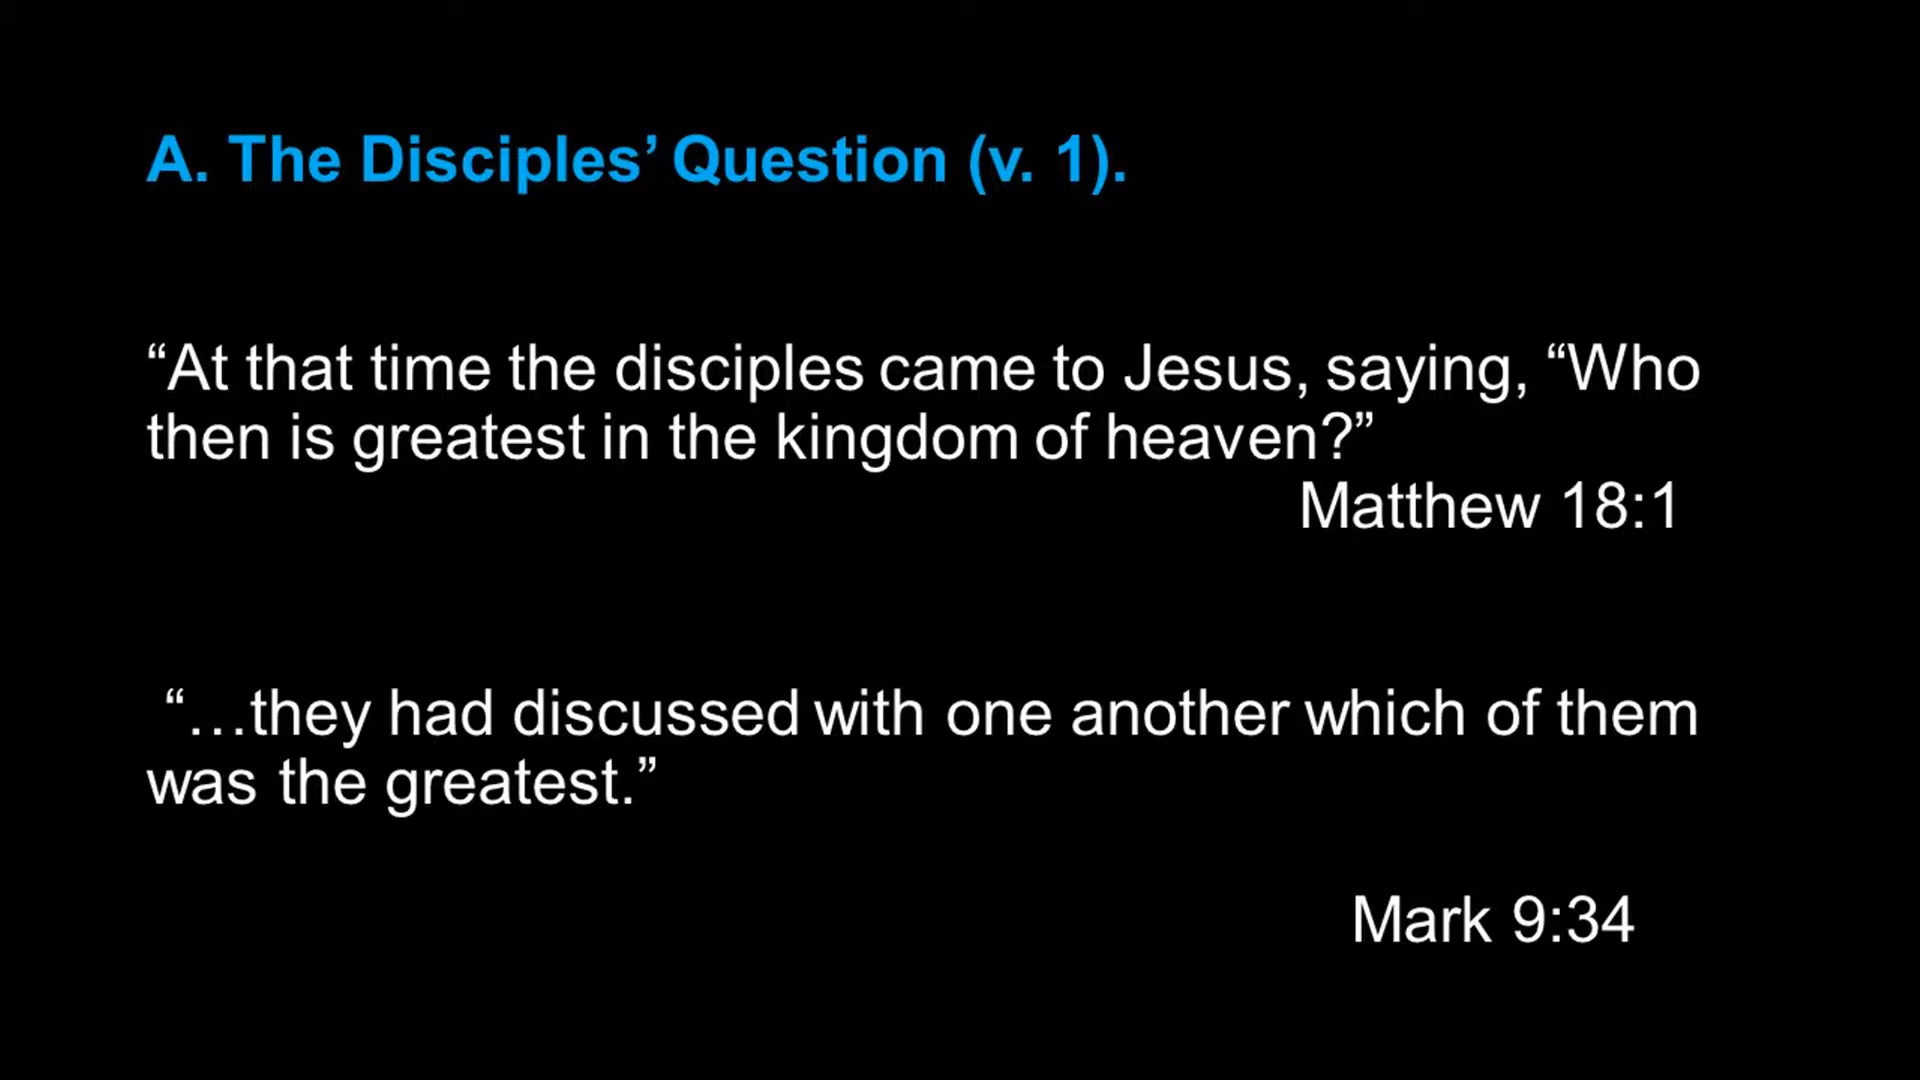 A. The Disciples’ Question (v. 1).
“At that time the disciples came to Jesus, saying, “Who
then is greatest in the kingdom of heaven?”
Matthew 18:1
“…they had discussed with one another which of them
was the greatest.”
Mark 9:34